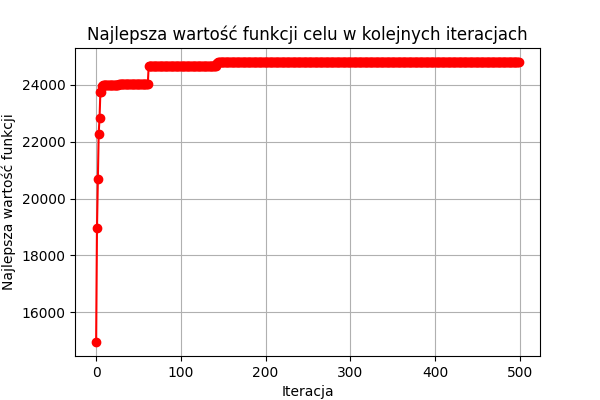 Najlepsza wartość funkcji celu w kolejnych iteracjach
Najlepsza wartość funkcji
24000
22000
20000
18000
16000
0 100 200 300 400 500
Iteracja